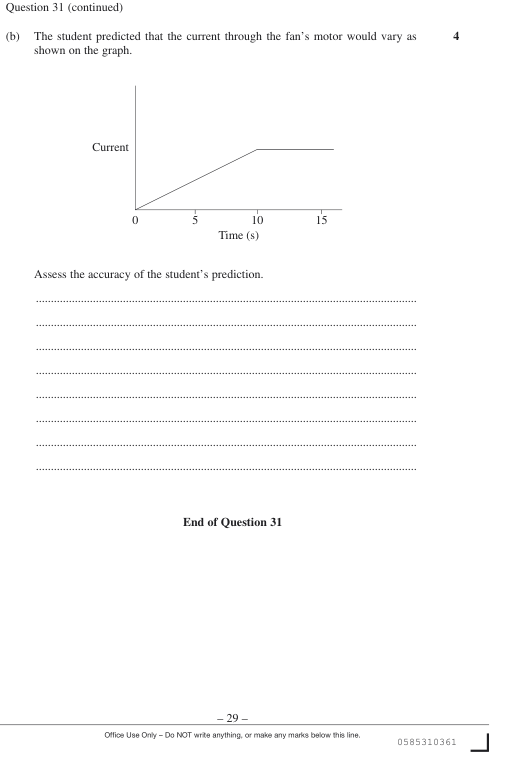 Question 31 (continued)
(b) The student predicted that the current through the fan's motor would vary as 4
shown on the graph.
Current
0 5 10 15
Time (s)
Assess the accuracy of the student's prediction.
................................................................................................................................
................................................................................................................................
................................................................................................................................
................................................................................................................................
................................................................................................................................
................................................................................................................................
................................................................................................................................
................................................................................................................................
End of Question 31
– 29 –
Office Use Only – Do NOT write anything, or make any marks below this line.
0585310361